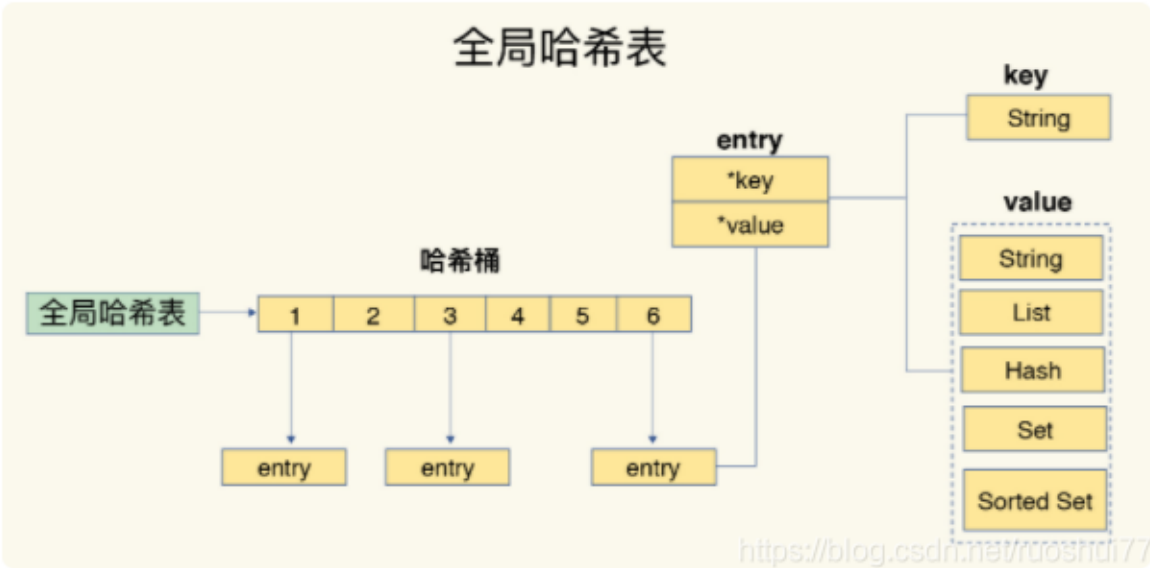 全局哈希表
key
String
entry
*key
*value
value
String
List
Hash
Set
Sorted Set
哈希桶
全局哈希表
1 2 3 4 5 6
entry entry entry
https://blog.csdn.net/ruoshui77